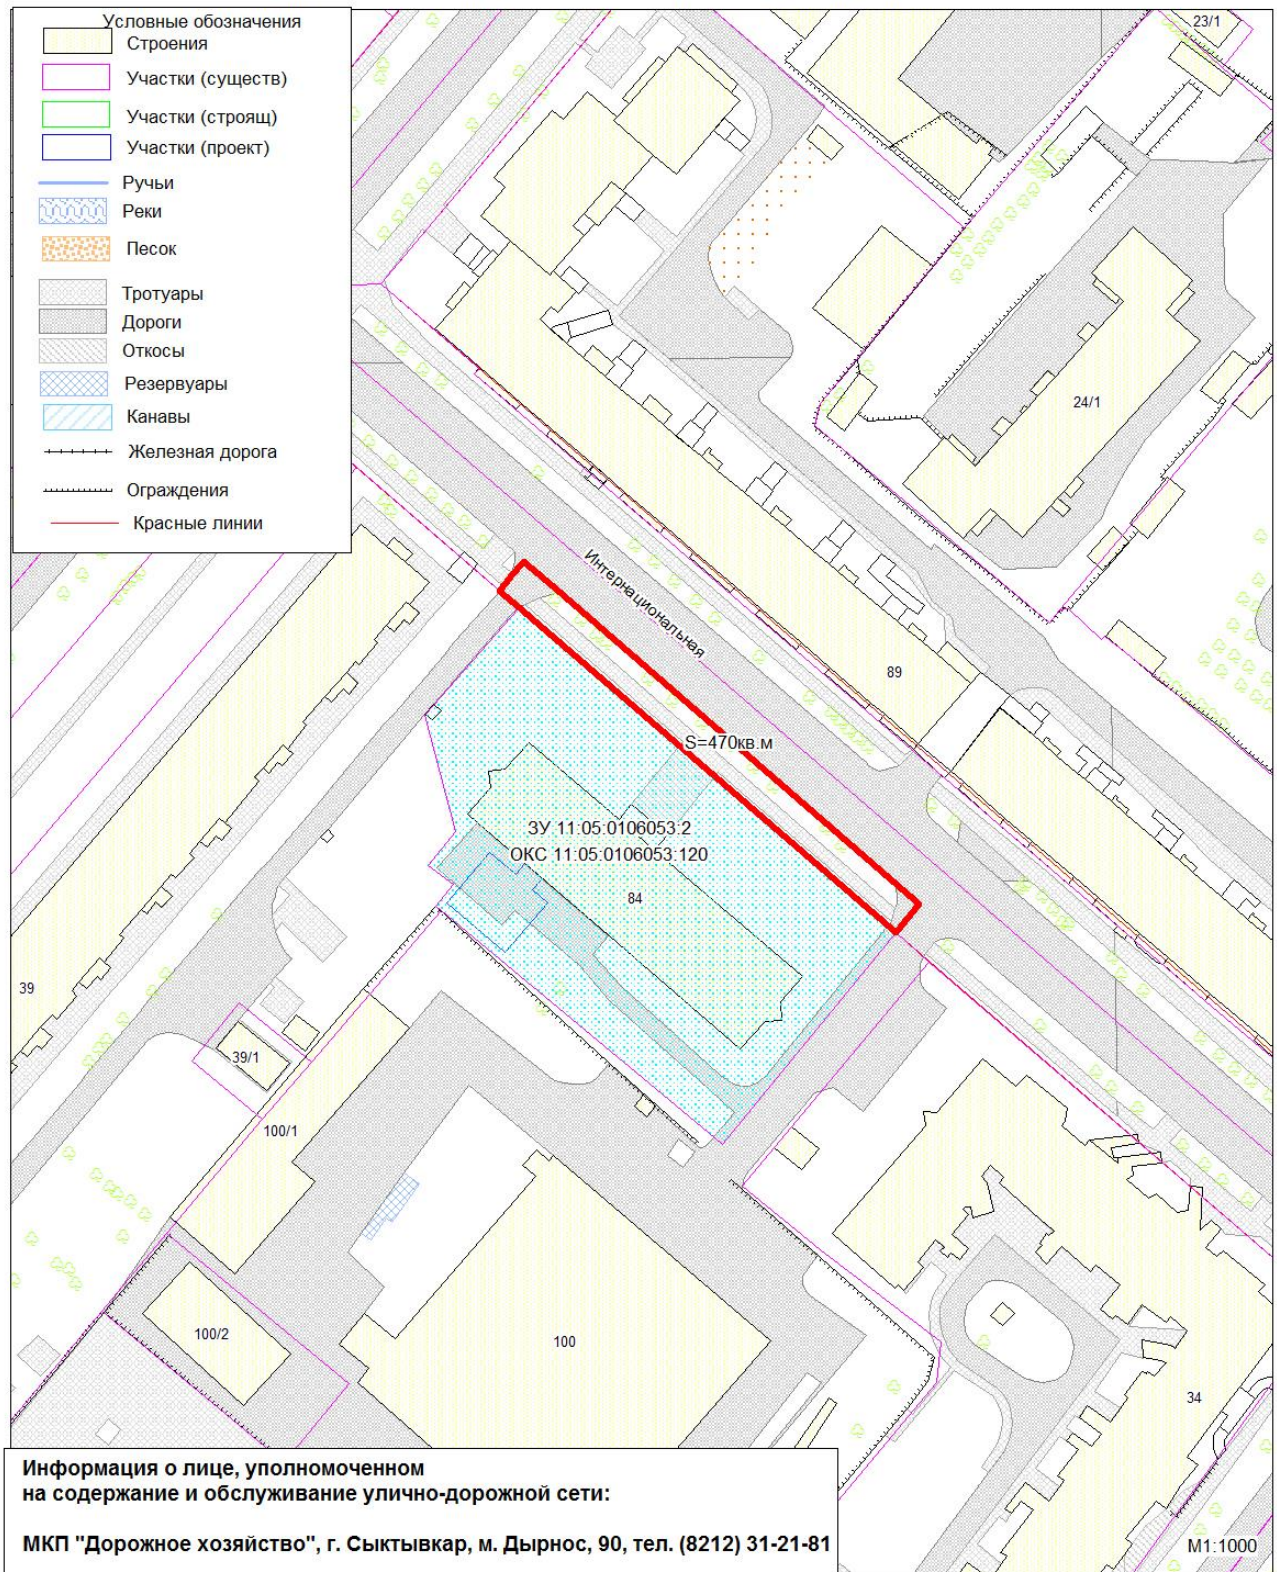 Условные обозначения
Строения
Участки (существ)
Участки (строящ)
Участки (проект)
Ручьи
Реки
Песок
Тротуары
Дороги
Откосы
Резервуары
Канавы
Железная дорога
Ограждения
Красные линии
23/1
24/1
Интернациональная
89
S=470кв.м
ЗУ 11:05:0106053:2
ОКС 11:05:0106053:120
84
39
39/1
100/1
100/2
100
34
Информация о лице, уполномоченном
на содержание и обслуживание улично-дорожной сети:
МКП "Дорожное хозяйство", г. Сыктывкар, м. Дырнос, 90, тел. (8212) 31-21-81
М1:1000